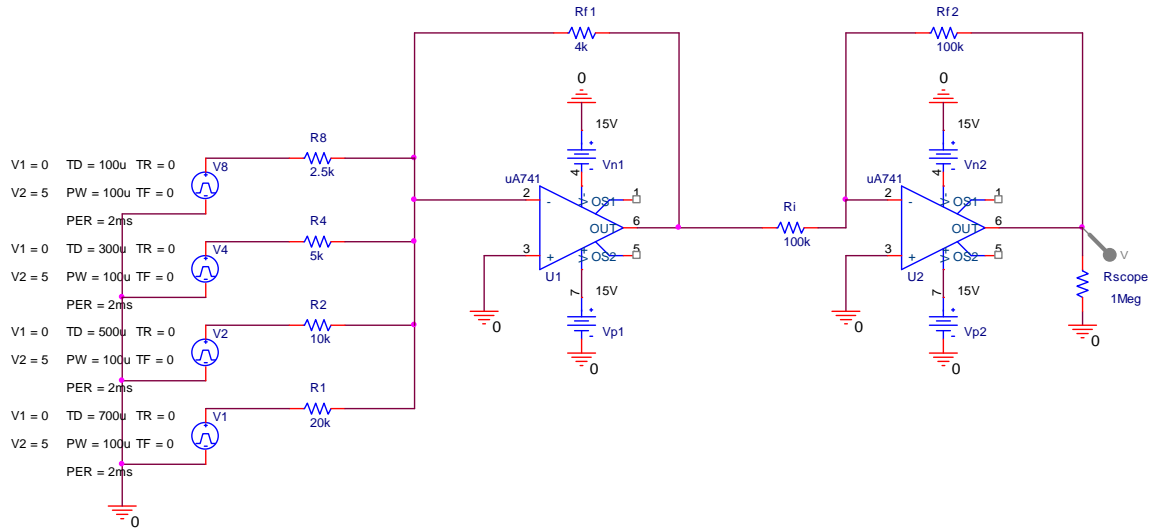 Rf1
4k
Rf2
100k
0
0
15V
15V
Vn1
Vn2
V1 = 0 TD = 100u TR = 0
V2 = 5 PW = 100u TF = 0
PER = 2ms
V8
R8
2.5k
V1 = 0 TD = 300u TR = 0
V2 = 5 PW = 100u TF = 0
PER = 2ms
V4
R4
5k
V1 = 0 TD = 500u TR = 0
V2 = 5 PW = 100u TF = 0
PER = 2ms
V2
R2
10k
V1 = 0 TD = 700u TR = 0
V2 = 5 PW = 100u TF = 0
PER = 2ms
V1
R1
20k
0
uA741
2
-
3
+
4
V-
OS1
1
OUT
6
OS2
5
V+
7
U1
0
15V
Vp1
0
Ri
100k
uA741
2
-
3
+
4
V-
OS1
1
OUT
6
OS2
5
V+
7
U2
0
15V
Vp2
0
V
Rscope
1Meg
0